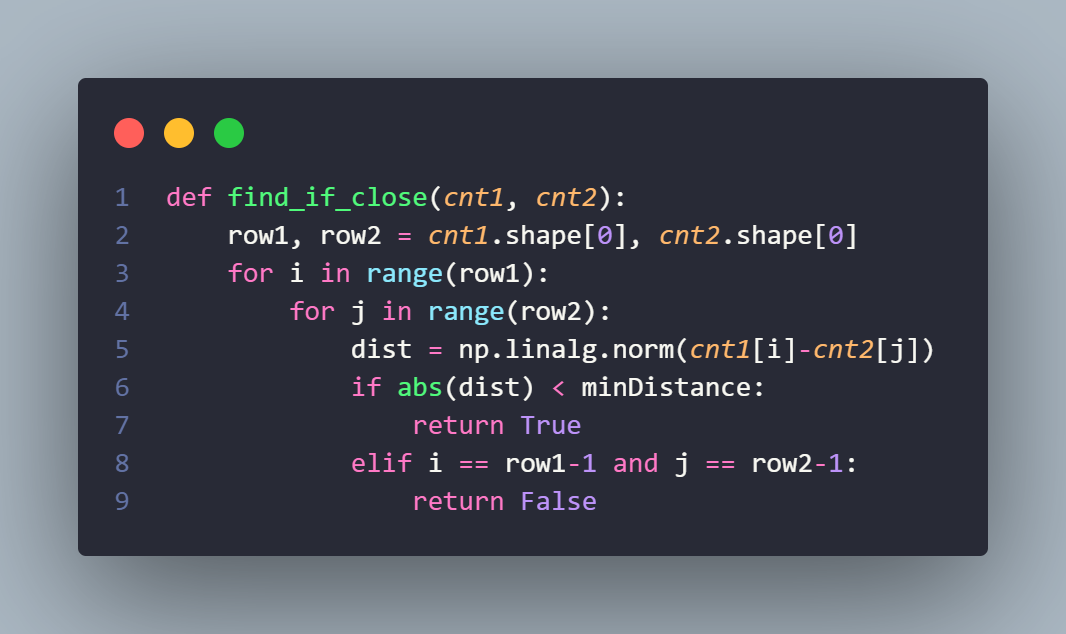 1 def find_if_close(cnt1, cnt2):
2     row1, row2 = cnt1.shape[0], cnt2.shape[0]
3     for i in range(row1):
4         for j in range(row2):
5             dist = np.linalg.norm(cnt1[i]-cnt2[j])
6             if abs(dist) < minDistance:
7                 return True
8             elif i == row1-1 and j == row2-1:
9                 return False